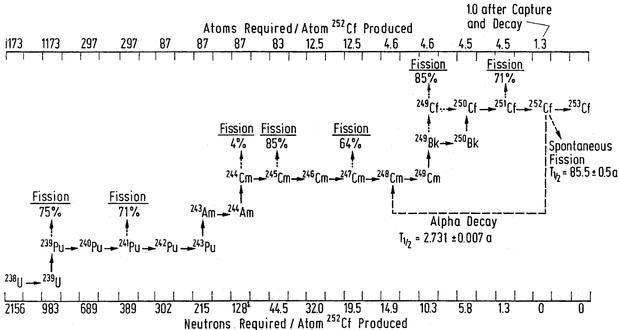 1.0 after Capture
and Decay
Atoms Required/Atom ²⁵²Cf Produced
1173 1173 297 297 87 87 87 83 12.5 12.5 4.6 4.6 4.5 4.5 1.3
Fission Fission
85% 71%
²⁴⁹Cf ²⁵⁰Cf ²⁵¹Cf ²⁵²Cf ²⁵³Cf
Fission Fission Fission
4% 85% 64%
²⁴⁹Bk ²⁵⁰Bk
Spontaneous
Fission
T1/2 = 85.5 ± 0.5a
²⁴⁴Cm ²⁴⁵Cm ²⁴⁶Cm ²⁴⁷Cm ²⁴⁸Cm ²⁴⁹Cm
Fission Fission
75% 71%
²⁴³Am ²⁴⁴Am
Alpha Decay
T1/2 = 2.731 ± 0.007 a
²³⁹Pu ²⁴⁰Pu ²⁴¹Pu ²⁴²Pu ²⁴³Pu
²³⁸U ²³⁹U
2156 983 689 389 302 215 128 44.5 32.0 19.5 14.9 10.3 5.8 1.3 0 0
Neutrons Required/Atom ²⁵²Cf Produced